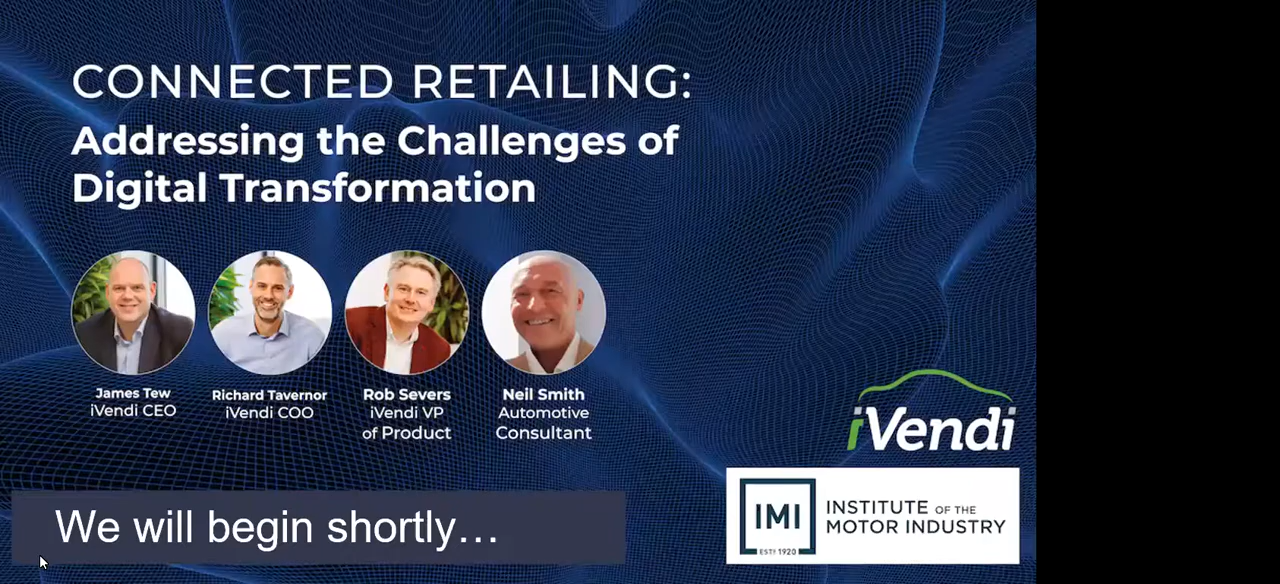 CONNECTED RETAILING:
Addressing the Challenges of
Digital Transformation
James Tew
iVendi CEO
Richard Tavernor
iVendi COO
Rob Severs
iVendi VP
of Product
Neil Smith
Automotive
Consultant
iVendi
IMI
ESTD 1920
INSTITUTE OF THE
MOTOR INDUSTRY
We will begin shortly…